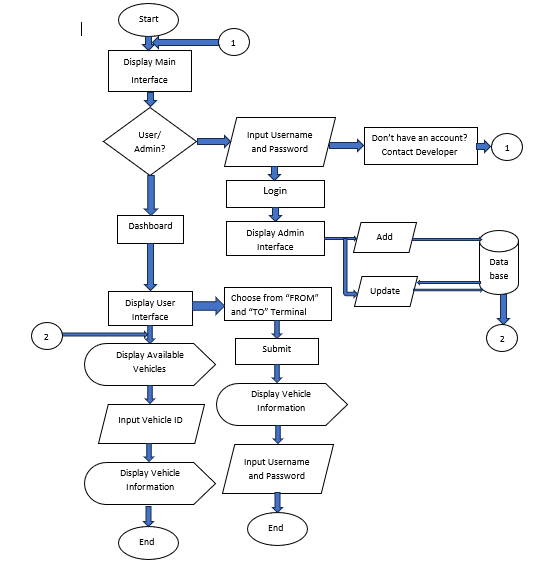 Start
1
Display Main
Interface
User/
Admin?
Input Username
and Password
Don't have an account?
Contact Developer
1
Login
Dashboard
Display Admin
Interface
Add
Data
base
Update
Display User
Interface
Choose from “FROM”
and “TO” Terminal
2
2
Display Available
Vehicles
Submit
Display Vehicle
Information
Input Vehicle ID
Display Vehicle
Information
Input Username
and Password
End
End